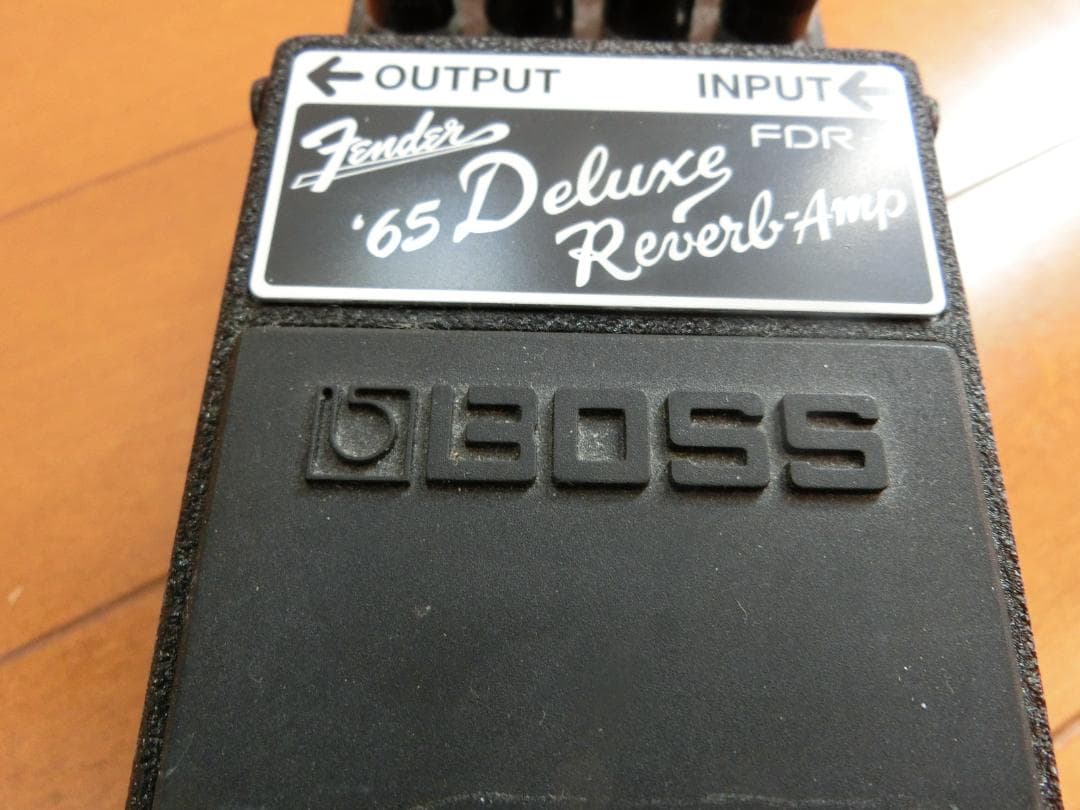 ← OUTPUT INPUT ←
Fender FDR
'65 Deluxe
Reverb-Amp
BOSS